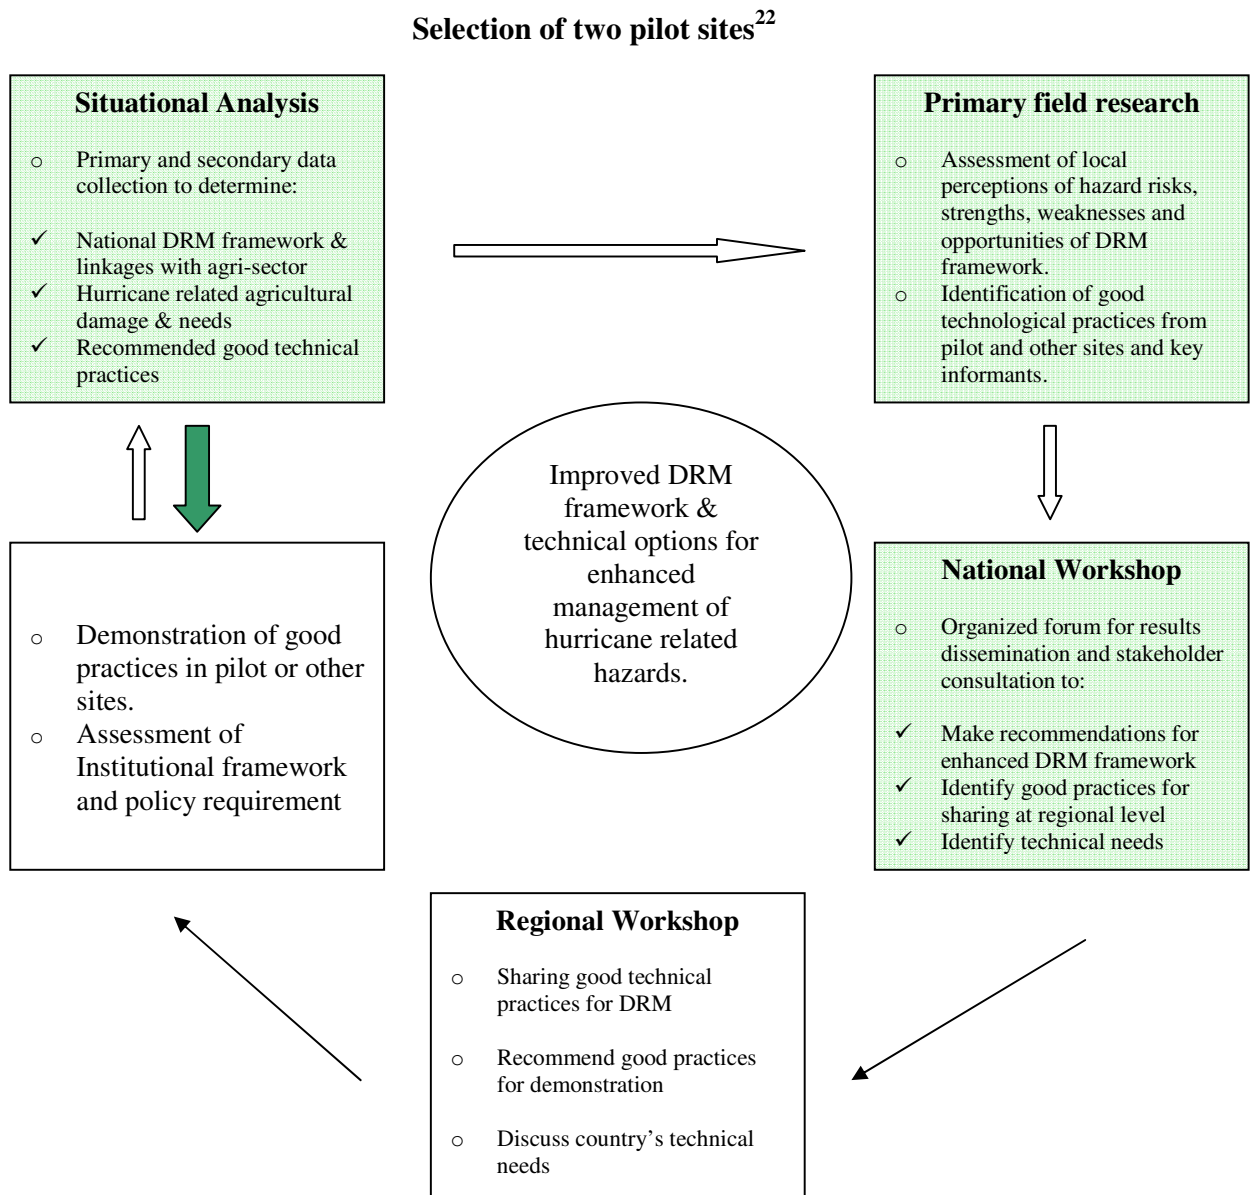 Selection of two pilot sites22
Situational Analysis
o Primary and secondary data
collection to determine:
✓ National DRM framework &
linkages with agri-sector
✓ Hurricane related agricultural
damage & needs
✓ Recommended good technical
practices
Primary field research
o Assessment of local
perceptions of hazard risks,
strengths, weaknesses and
opportunities of DRM
framework.
o Identification of good
technological practices from
pilot and other sites and key
informants.
Improved DRM
framework &
technical options for
enhanced
management of
hurricane related
hazards.
o Demonstration of good
practices in pilot or other
sites.
o Assessment of
Institutional framework
and policy requirement
National Workshop
o Organized forum for results
dissemination and stakeholder
consultation to:
✓ Make recommendations for
enhanced DRM framework
✓ Identify good practices for
sharing at regional level
✓ Identify technical needs
Regional Workshop
o Sharing good technical
practices for DRM
o Recommend good practices
for demonstration
o Discuss country's technical
needs